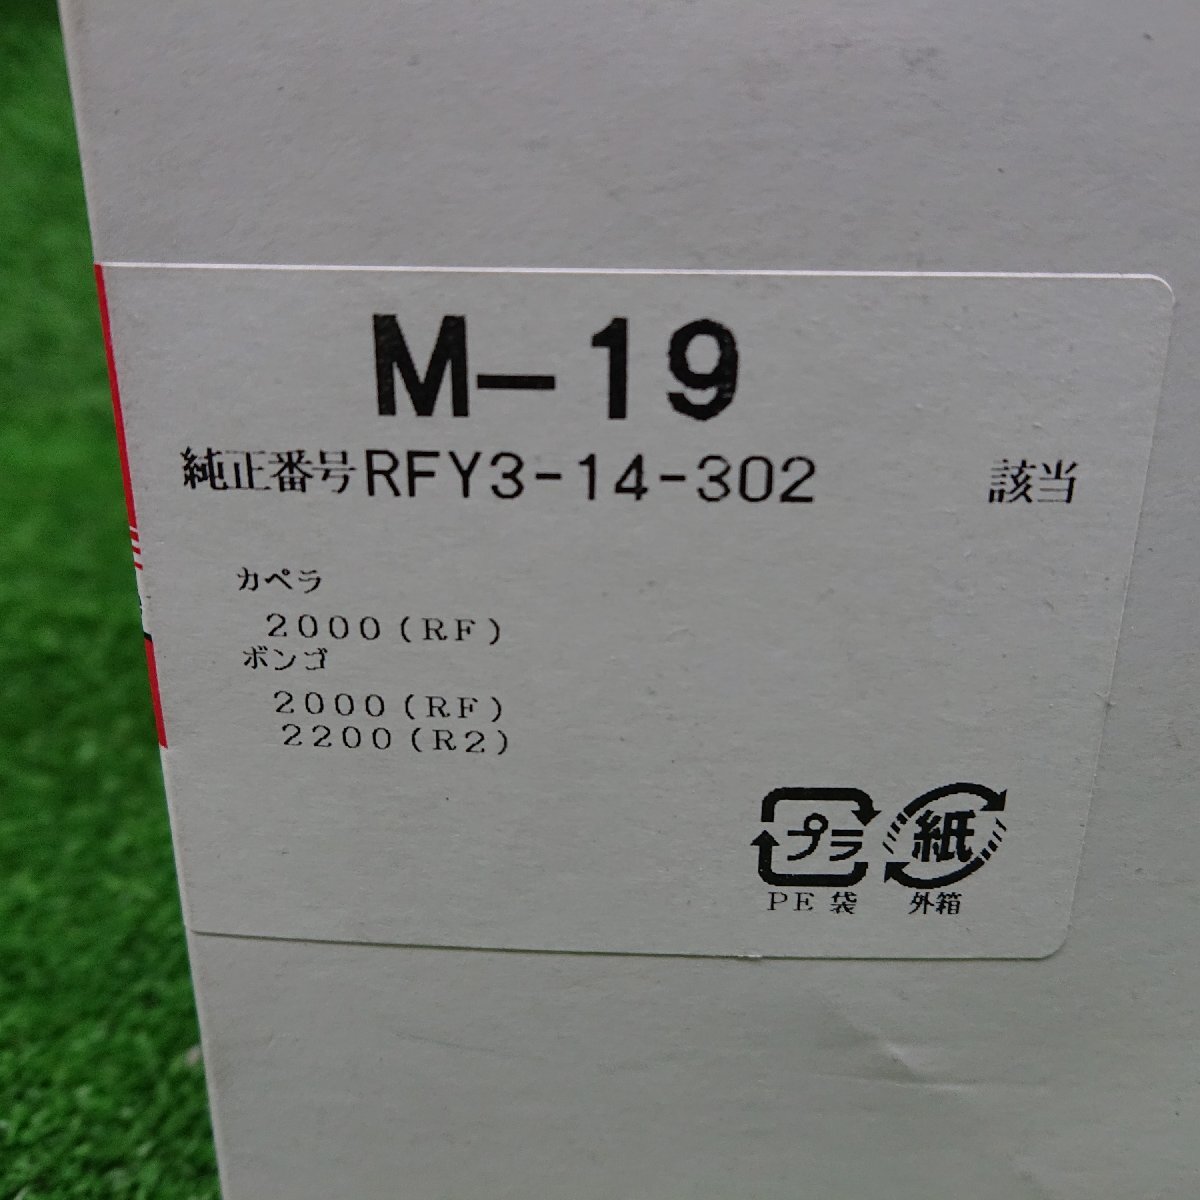 M-19
純正番号RFY3-14-302 該当
カペラ
2000(RF)
ボンゴ
2000(RF)
2200(R2)
プラ 紙
PE袋 外箱